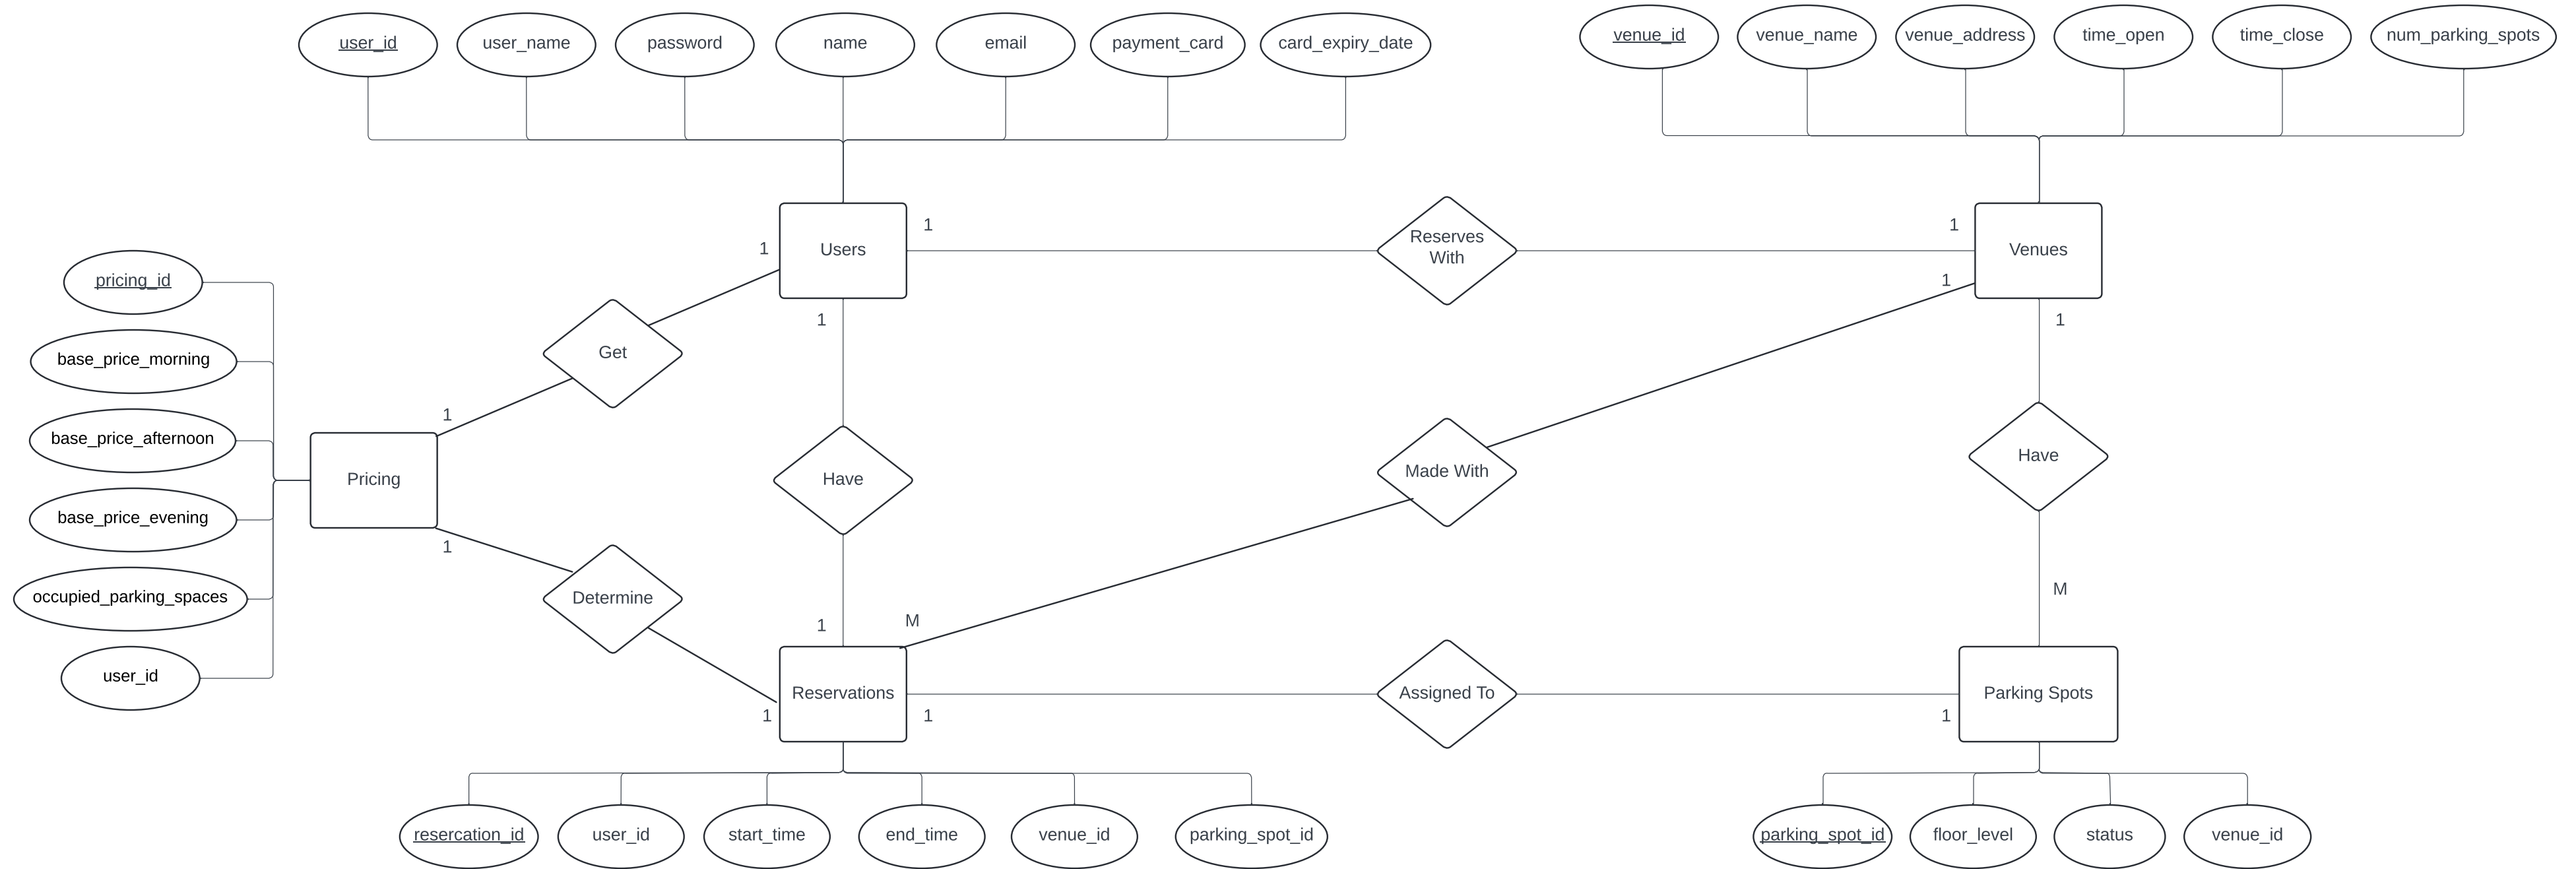 user_id
user_name
password
name
email
payment_card
card_expiry_date
venue_id
venue_name
venue_address
time_open
time_close
num_parking_spots
1
1
1
Users
Reserves
With
Venues
1
1
1
1
pricing_id
base_price_morning
base_price_afternoon
base_price_evening
occupied_parking_spaces
user_id
Get
1
Pricing
1
Have
Made With
Have
Determine
1
M
M
Reservations
1
1
Assigned To
1
Parking Spots
resercation_id
user_id
start_time
end_time
venue_id
parking_spot_id
parking_spot_id
floor_level
status
venue_id